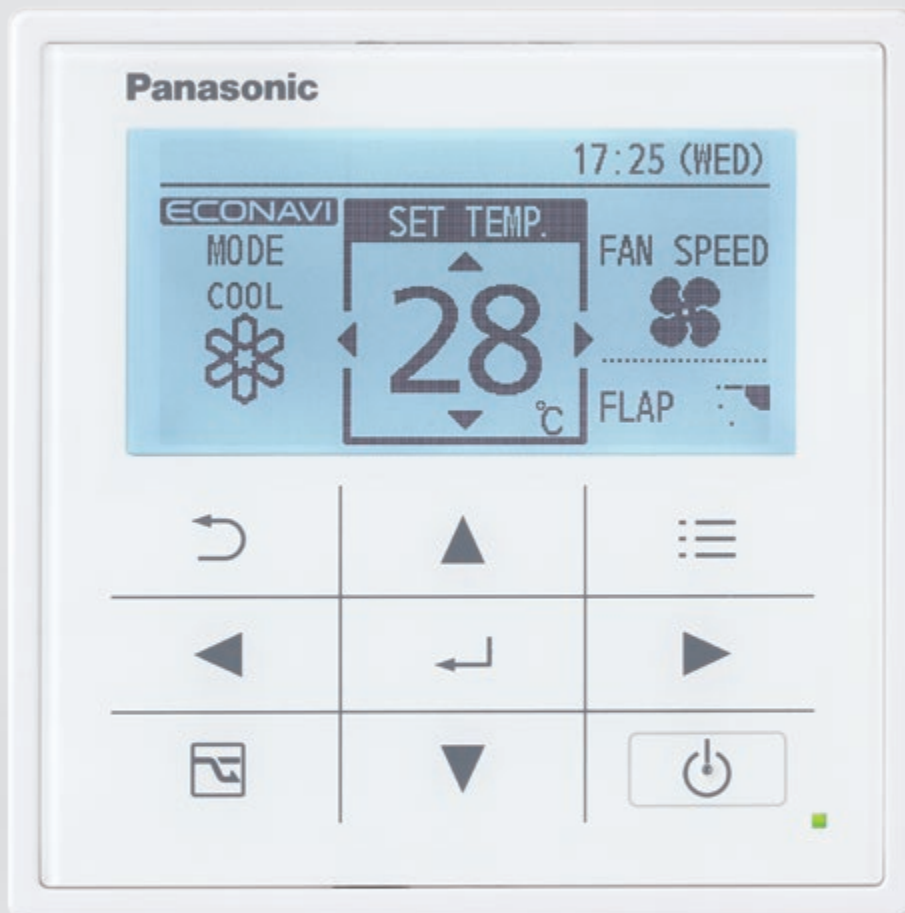 Panasonic
17:25 (WED)
ECONAVI
MODE
COOL
SET TEMP.
28
℃
FAN SPEED
FLAP